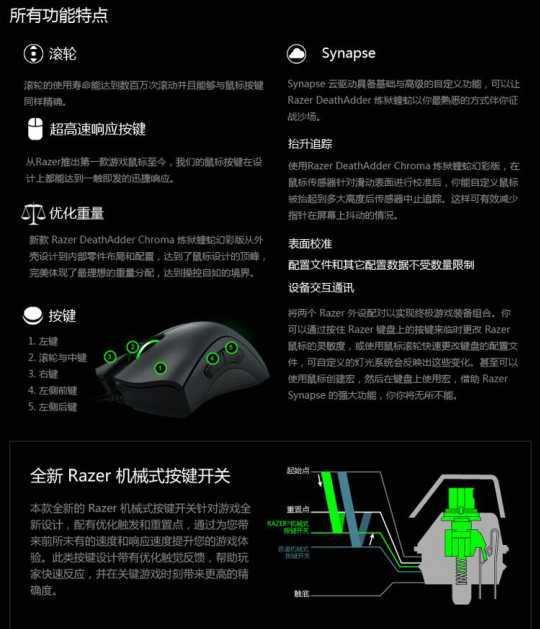 所有功能特点
滚轮
滚轮的使用寿命能达到数百万次滚动并且能够与鼠标按键
同样精确。
超高速响应按键
从Razer推出第一款游戏鼠标至今，我们的鼠标按键在设
计上都能达到一触即发的迅捷响应。
优化重量
新款 Razer DeathAdder Chroma 炼狱蝰蛇幻彩版从外
壳设计到内部零件布局和配置，达到了鼠标设计的顶峰，
完美体现了最理想的重量分配，达到操控自如的境界。
按键
1. 左键
2. 滚轮与中键
3. 右键
4. 左侧前键
5. 左侧后键
3
2
1
4
5
Synapse
Synapse 云驱动具备基础与高级的自定义功能，可以让
Razer DeathAdder 炼狱蝰蛇以你最熟悉的方式伴你征
战沙场。
抬升追踪
使用Razer DeathAdder Chroma 炼狱蝰蛇幻彩版，在
鼠标传感器针对滑动表面进行校准后，你能自定义鼠标
被抬起到多大高度后传感器中止追踪。这样可有效减少
指针在屏幕上抖动的情况。
表面校准
配置文件和其它配置数据不受数量限制
设备交互通讯
将两个 Razer 外设配对以实现终极游戏装备组合。你
可以通过按住 Razer 键盘上的按键来临时更改 Razer
鼠标的灵敏度，或使用鼠标滚轮快速更改键盘的配置文
件，可自定义的灯光系统会反映出这些变化。甚至可以
使用鼠标创建宏，然后在键盘上使用宏，借助 Razer
Synapse 的强大功能，你你将无所不能。
全新 Razer 机械式按键开关
本款全新的 Razer 机械式按键开关针对游戏全
新设计，配有优化触发和重置点，通过为您带
来前所未有的速度和响应速度提升您的游戏体
验。此类按键设计带有优化触觉反馈，帮助玩
家快速反应，并在关键游戏时刻带来更高的精
确度。
起始点
重置点
RAZER™机械式
按键开关
普通机械式
按键开关
触底